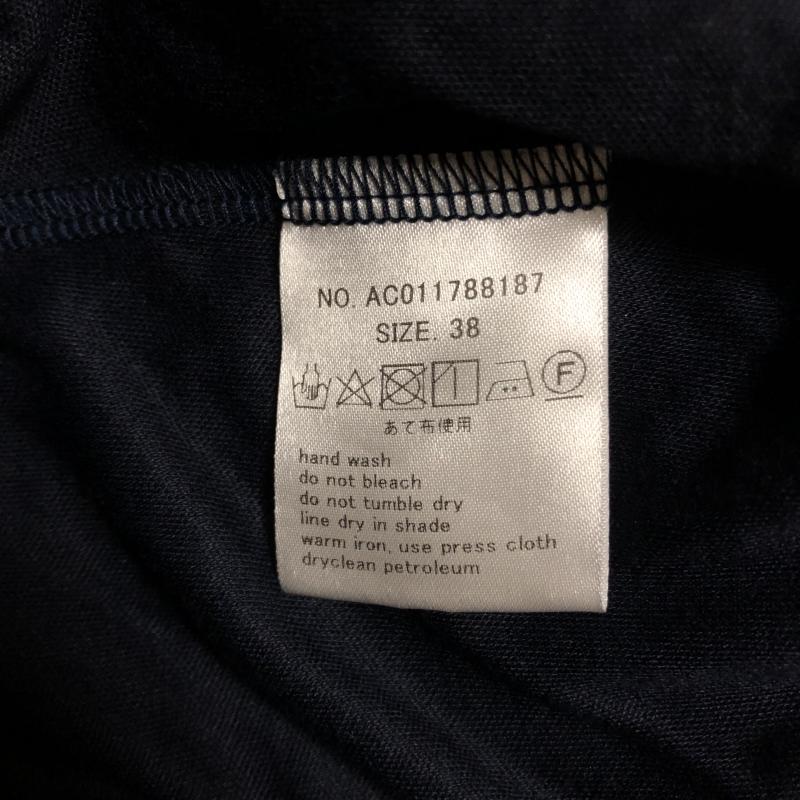 NO. AC011788187
SIZE. 38
F
あて布使用
hand wash
do not bleach
do not tumble dry
line dry in shade
warm iron, use press cloth
dryclean petroleum